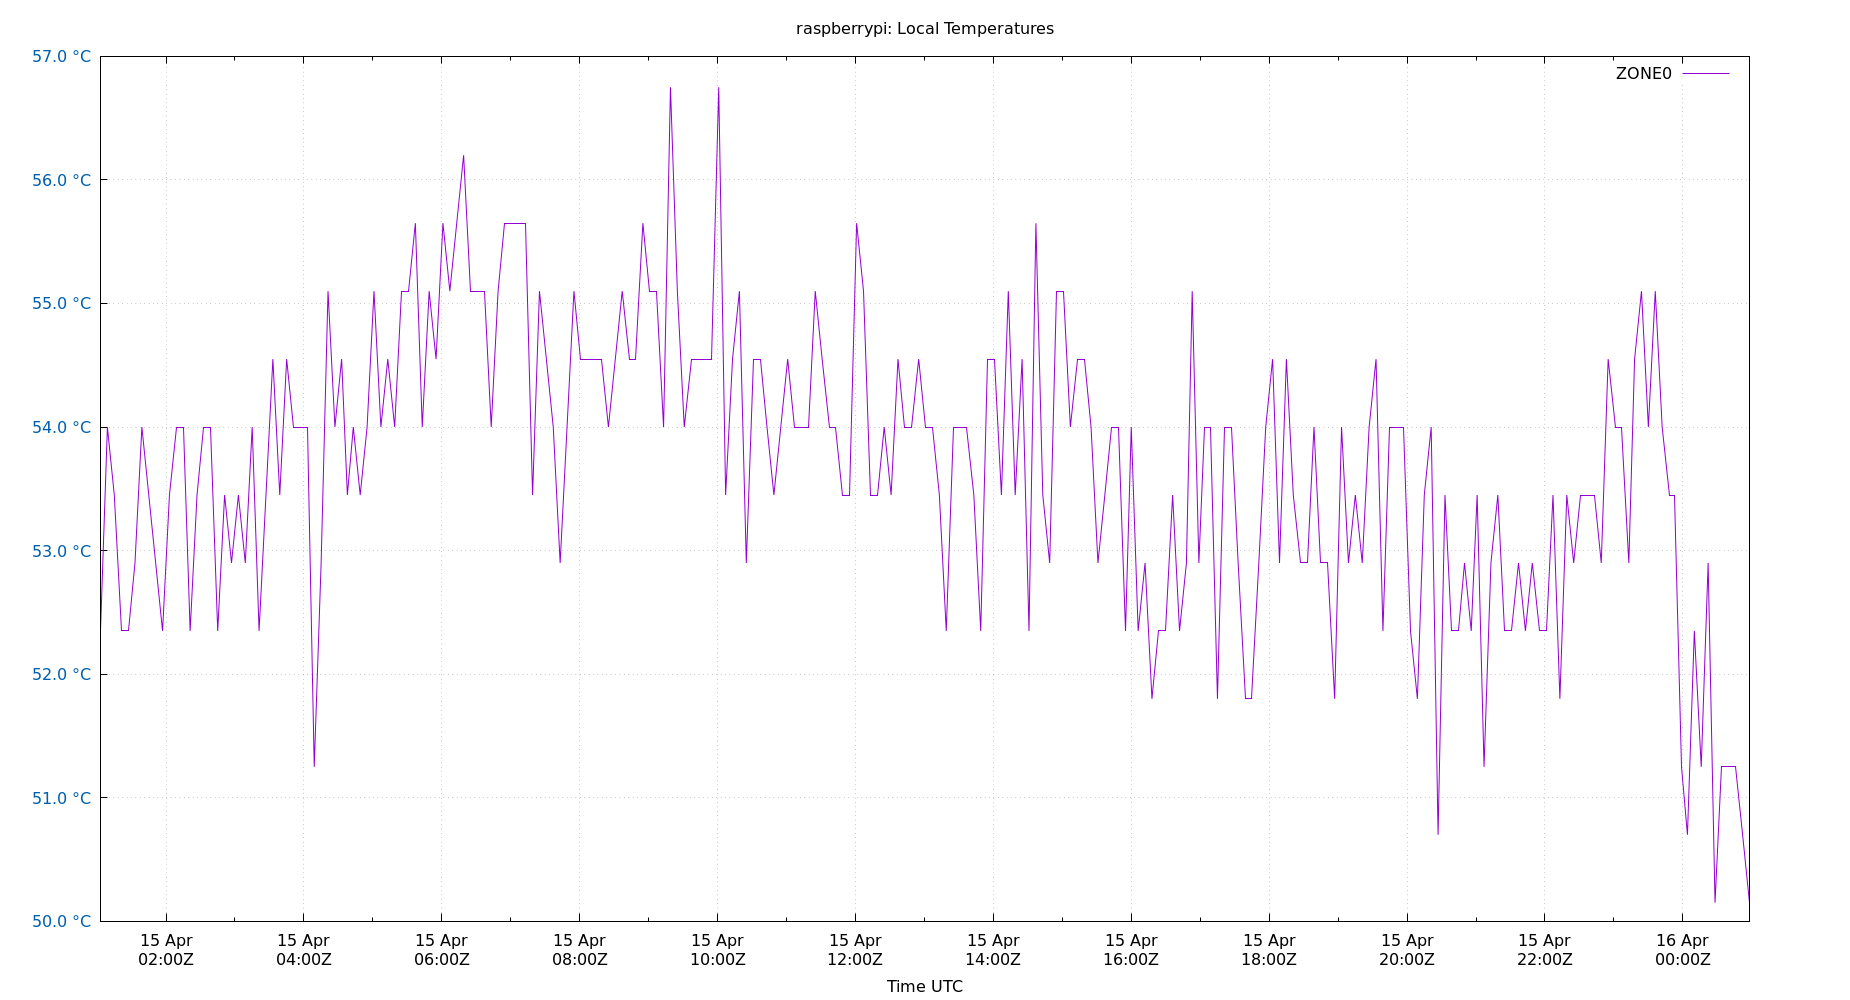 raspberrypi: Local Temperatures
57.0 °C
ZONE0
56.0 °C
55.0 °C
54.0 °C
53.0 °C
52.0 °C
51.0 °C
50.0 °C
15 Apr 15 Apr 15 Apr 15 Apr 15 Apr 15 Apr 15 Apr 15 Apr 15 Apr 15 Apr 15 Apr 16 Apr
02:00Z 04:00Z 06:00Z 08:00Z 10:00Z 12:00Z 14:00Z 16:00Z 18:00Z 20:00Z 22:00Z 00:00Z
Time UTC